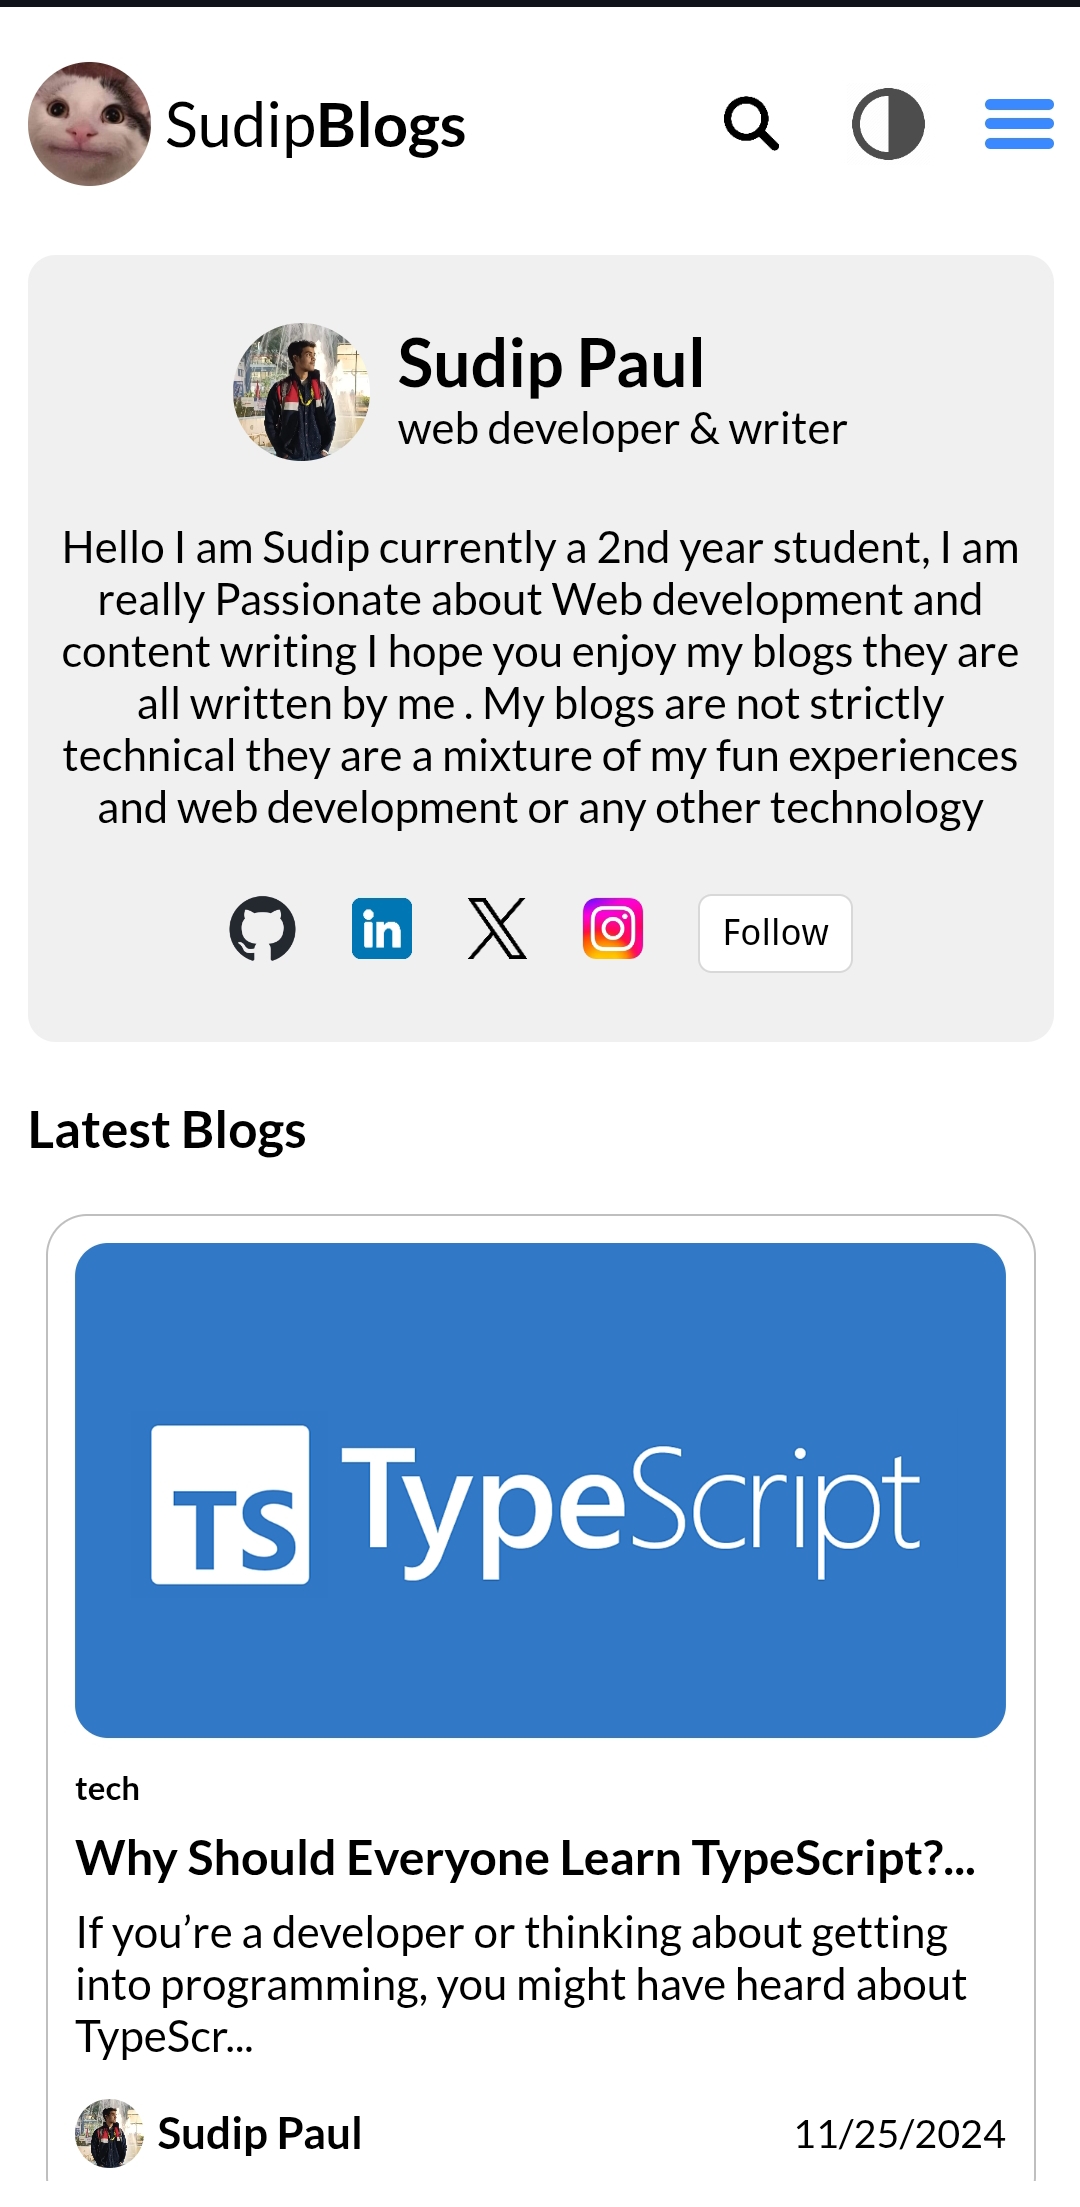 SudipBlogs
Sudip Paul
web developer & writer
Hello I am Sudip currently a 2nd year student, I am
really Passionate about Web development and
content writing I hope you enjoy my blogs they are
all written by me . My blogs are not strictly
technical they are a mixture of my fun experiences
and web development or any other technology
in
Follow
Latest Blogs
TS TypeScript
tech
Why Should Everyone Learn TypeScript?...
If you’re a developer or thinking about getting
into programming, you might have heard about
TypeScr...
Sudip Paul 11/25/2024